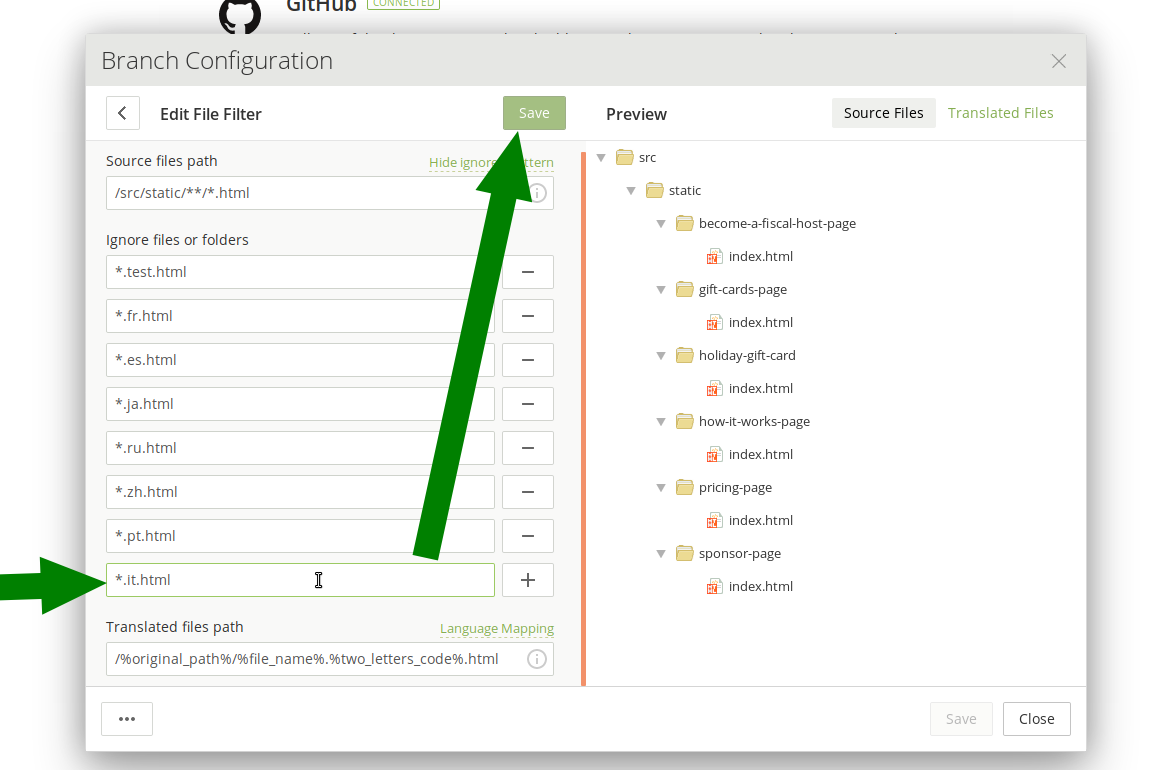 GitHub CONNECTED
Branch Configuration
Edit File Filter
Save
Preview
Source Files
Translated Files
Source files path
Hide
/src/static/**/*.html
Ignore files or folders
*.test.html
*.fr.html
*.es.html
*.ja.html
*.ru.html
*.zh.html
*.pt.html
*.it.html
Translated files path
Language Mapping
/%original_path%/%file_name%.%two_letters_code%.html
src
static
become-a-fiscal-host-page
index.html
gift-cards-page
index.html
holiday-gift-card
index.html
how-it-works-page
index.html
pricing-page
index.html
sponsor-page
index.html
Save
Close